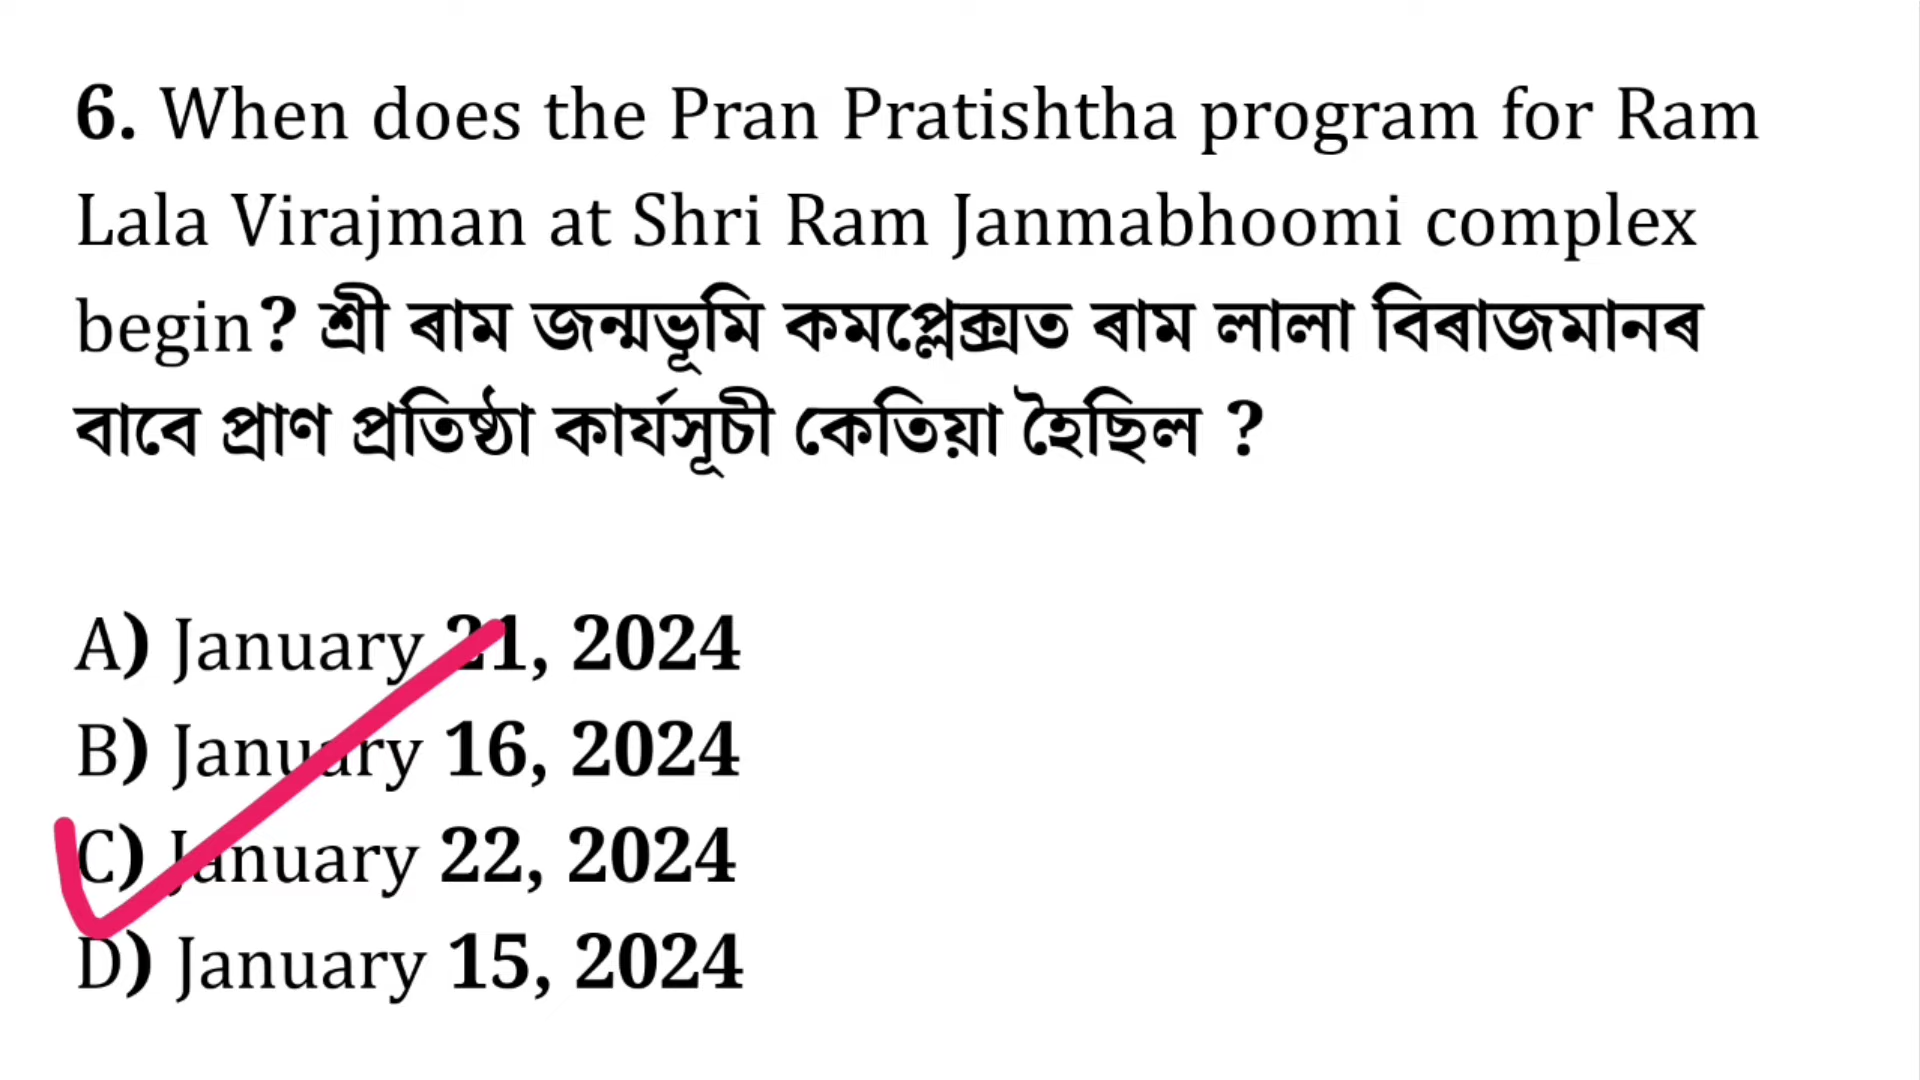 6. When does the Pran Pratishtha program for Ram
Lala Virajman at Shri Ram Janmabhoomi complex
begin? শ্ৰী ৰাম জন্মভূমি কমপ্লেক্সত ৰাম লালা বিৰাজমানৰ
বাবে প্ৰাণ প্ৰতিষ্ঠা কাৰ্যসূচী কেতিয়া হৈছিল ?
A) January 21, 2024
B) January 16, 2024
C) January 22, 2024
D) January 15, 2024